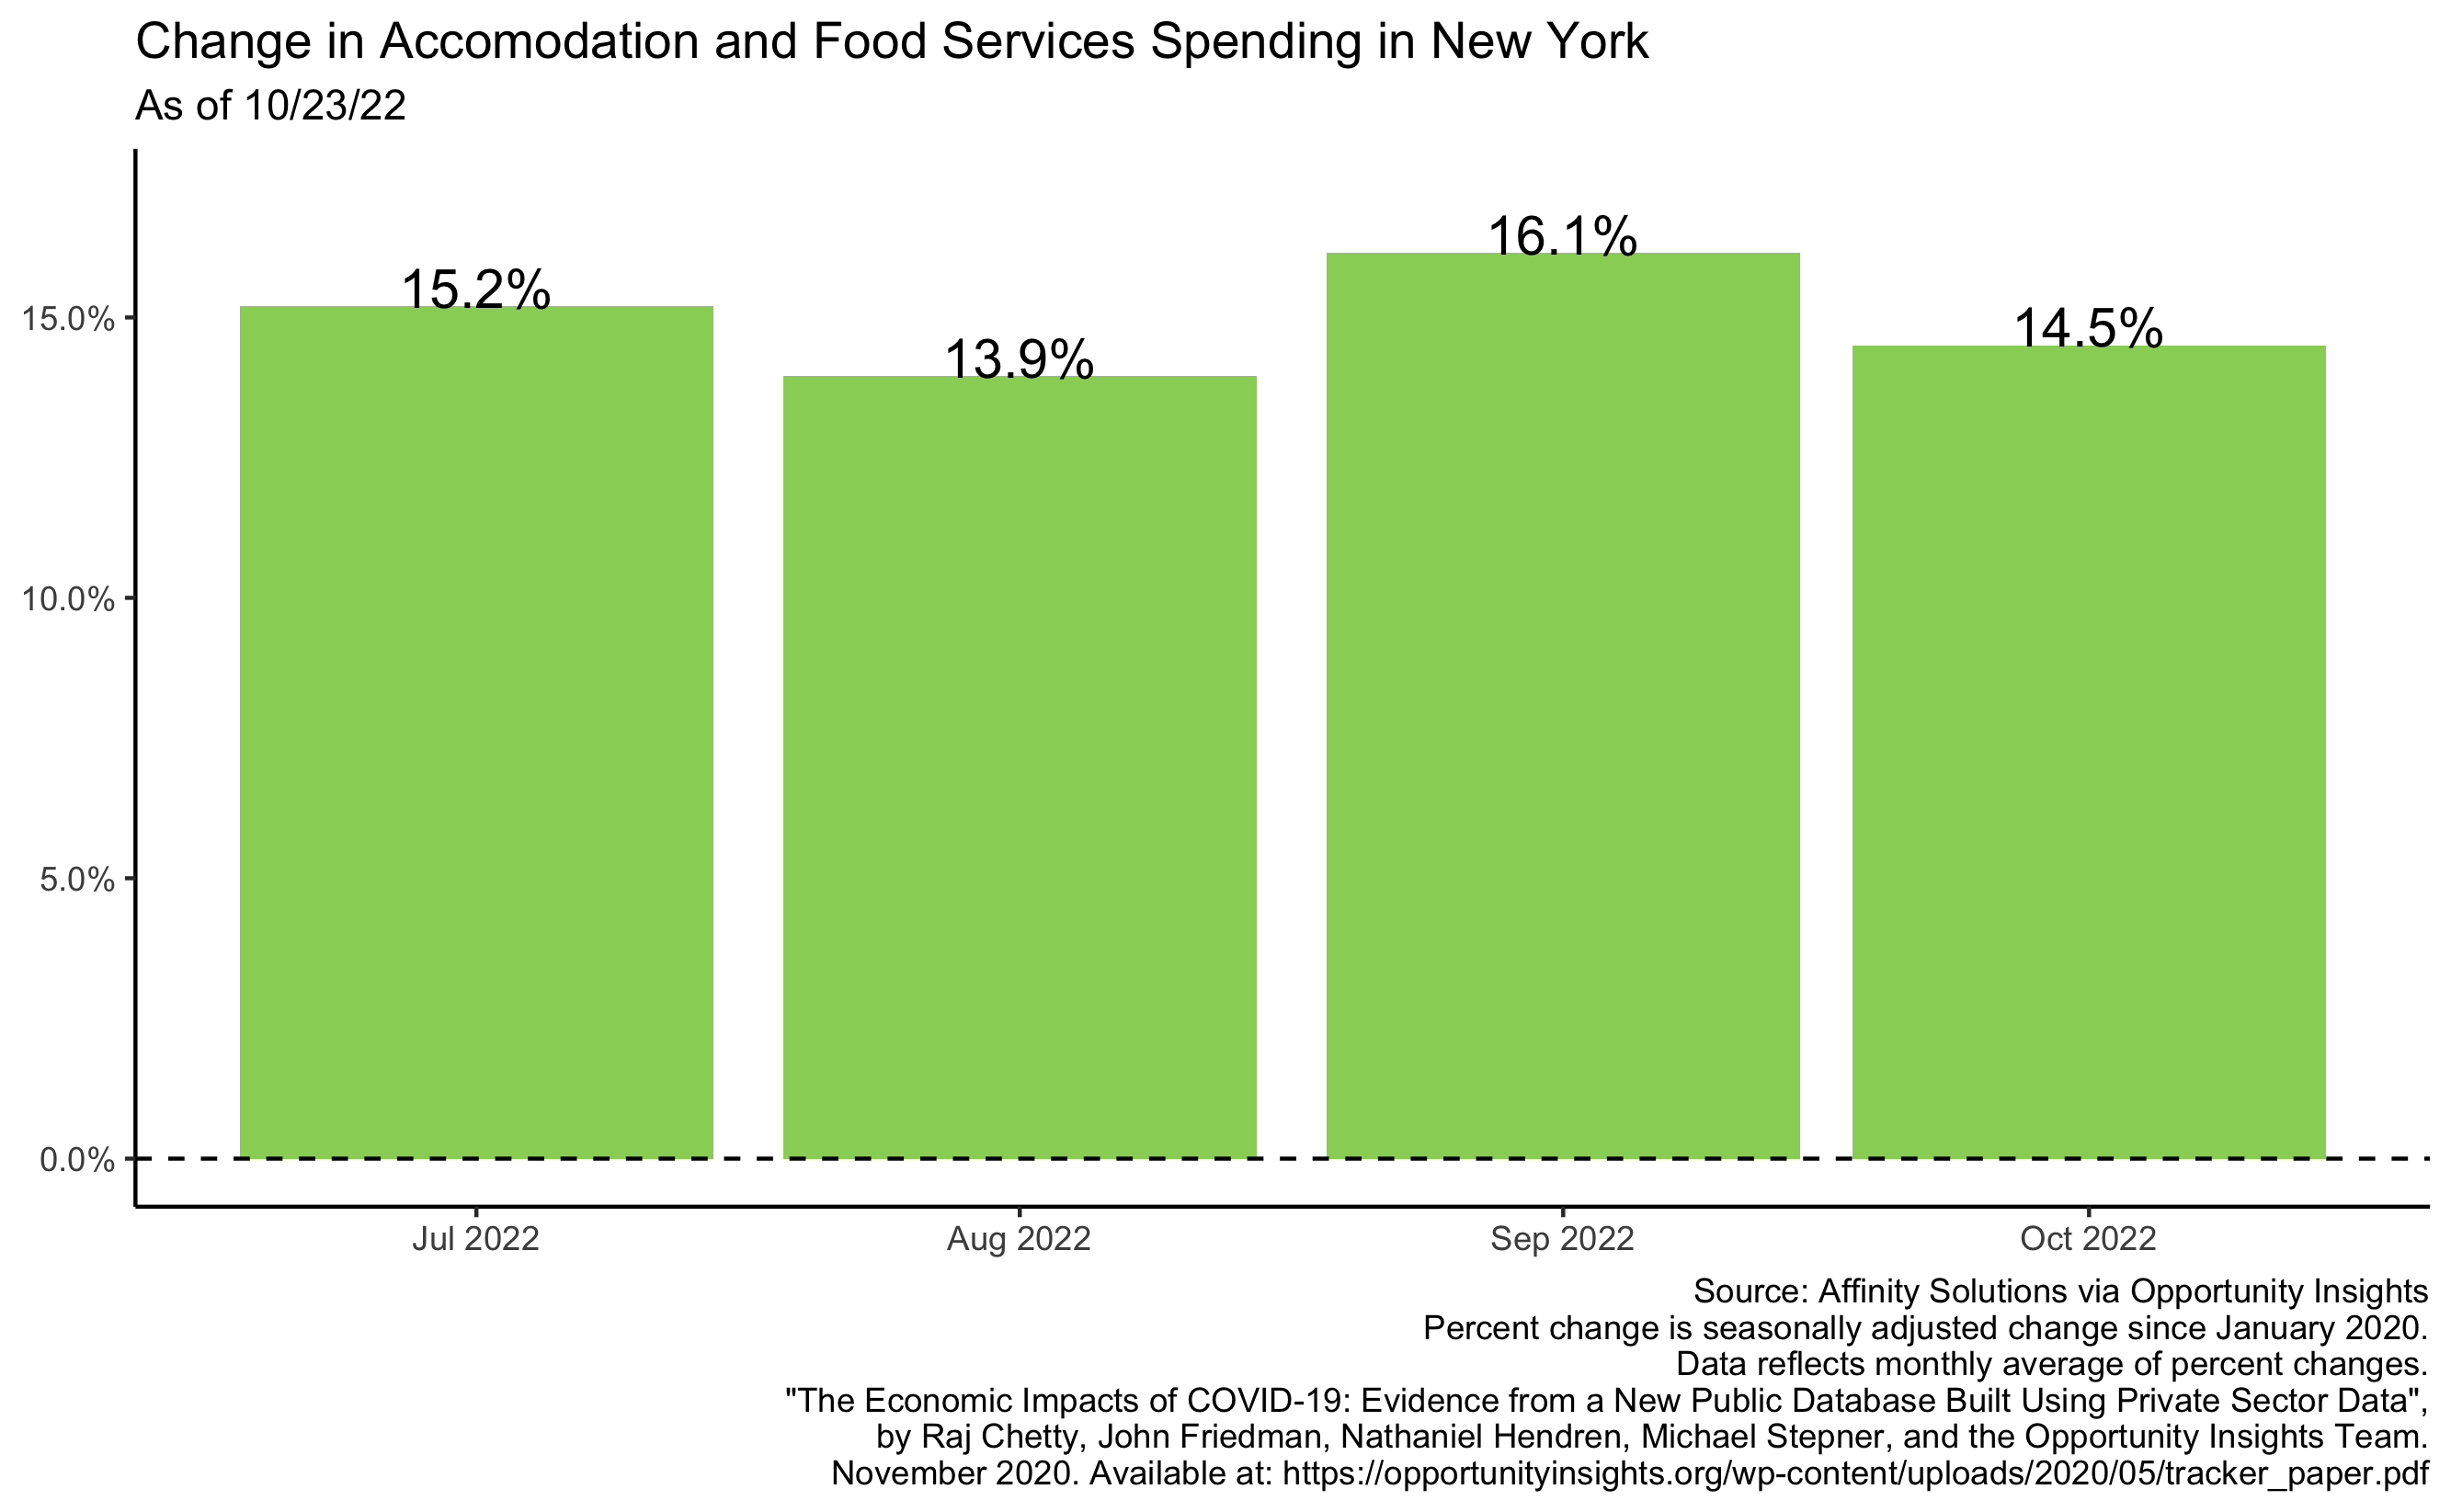 Change in Accomodation and Food Services Spending in New York
As of 10/23/22
16.1%
15.2%
14.5%
13.9%
15.0%
10.0%
5.0%
0.0%
Jul 2022
Aug 2022
Sep 2022
Oct 2022
Source: Affinity Solutions via Opportunity Insights
Percent change is seasonally adjusted change since January 2020.
Data reflects monthly average of percent changes.
"The Economic Impacts of COVID-19: Evidence from a New Public Database Built Using Private Sector Data",
by Raj Chetty, John Friedman, Nathaniel Hendren, Michael Stepner, and the Opportunity Insights Team.
November 2020. Available at: https://opportunityinsights.org/wp-content/uploads/2020/05/tracker_paper.pdf